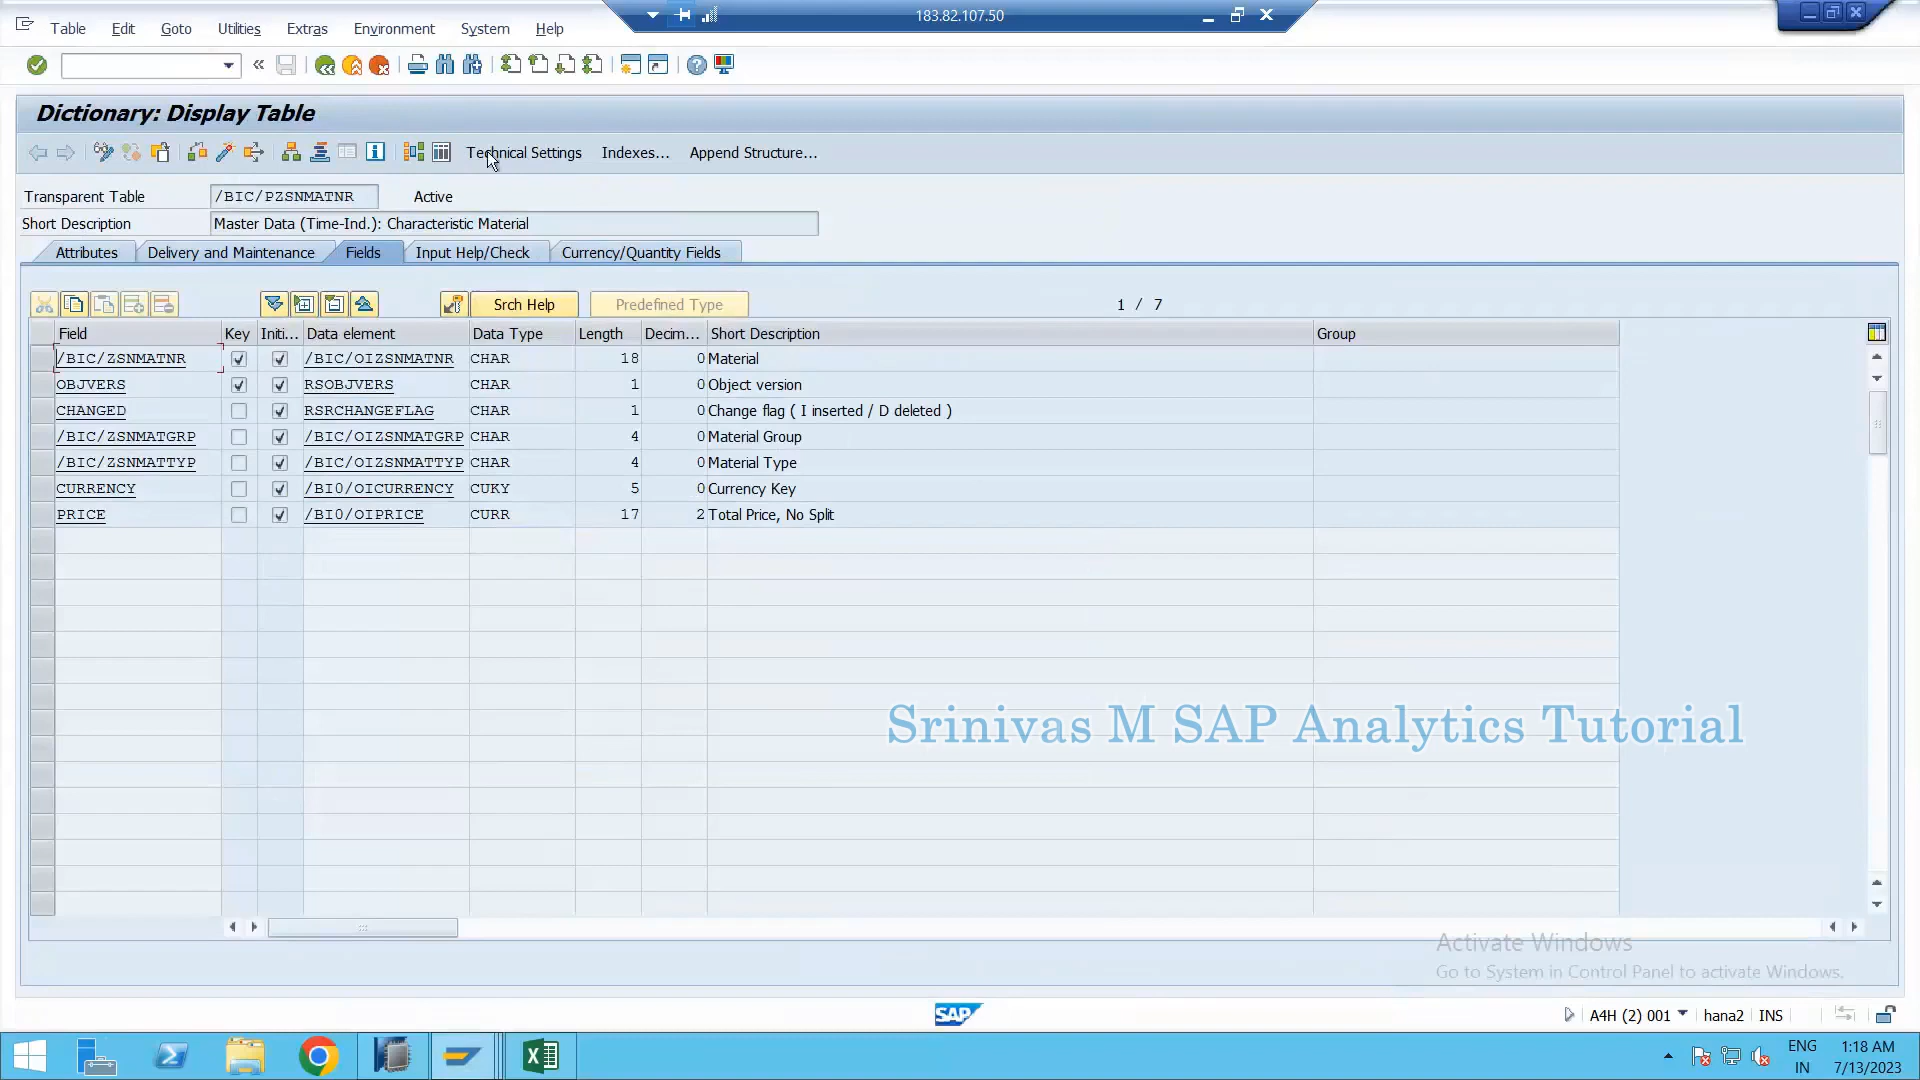 183.82.107.50
Table Edit Goto Utilities Extras Environment System Help
Dictionary: Display Table
Technical Settings Indexes... Append Structure...
Transparent Table /BIC/PZSNMATNR Active
Short Description Master Data (Time-Ind.): Characteristic Material
Attributes Delivery and Maintenance Fields Input Help/Check Currency/Quantity Fields
Srch Help Predefined Type 1 / 7
Field Key Initi... Data element Data Type Length Decim... Short Description Group
/BIC/ZSNMATNR /BIC/OIZSNMATNR CHAR 18 0 Material
OBJVERS RSOBJVERS CHAR 1 0 Object version
CHANGED RSRCHANGEFLAG CHAR 1 0 Change flag ( I inserted / D deleted )
/BIC/ZSNMATGRP /BIC/OIZSNMATGRP CHAR 4 0 Material Group
/BIC/ZSNMATTYP /BIC/OIZSNMATTYP CHAR 4 0 Material Type
CURRENCY /BI0/OICURRENCY CUKY 5 0 Currency Key
PRICE /BI0/OIPRICE CURR 17 2 Total Price, No Split
Srinivas M SAP Analytics Tutorial
Activate Windows
Go to System in Control Panel to activate Windows.
SAP A4H (2) 001 hana2 INS
ENG 1:18 AM
IN 7/13/2023